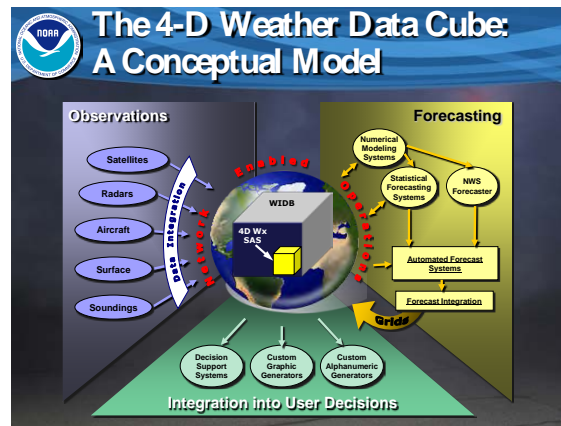 NOAA
The 4-D Weather Data Cube:
A Conceptual Model
Observations
Satellites
Radars
Aircraft
Surface
Soundings
Data Integration
Network
Enabled
Operations
WIDB
4D Wx
SAS
Forecasting
Numerical
Modeling
Systems
Statistical
Forecasting
Systems
NWS
Forecaster
Automated Forecast
Systems
Forecast Integration
Grids
Decision
Support
Systems
Custom
Graphic
Generators
Custom
Alphanumeric
Generators
Integration into User Decisions